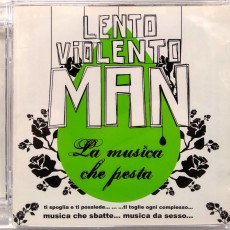 LENTO
VIOLENTO
MAN
La musica
che pesta
ti spoglia e ti possiede... ... ...ti toglie ogni complesso...
musica che sbatte... musica da sesso...